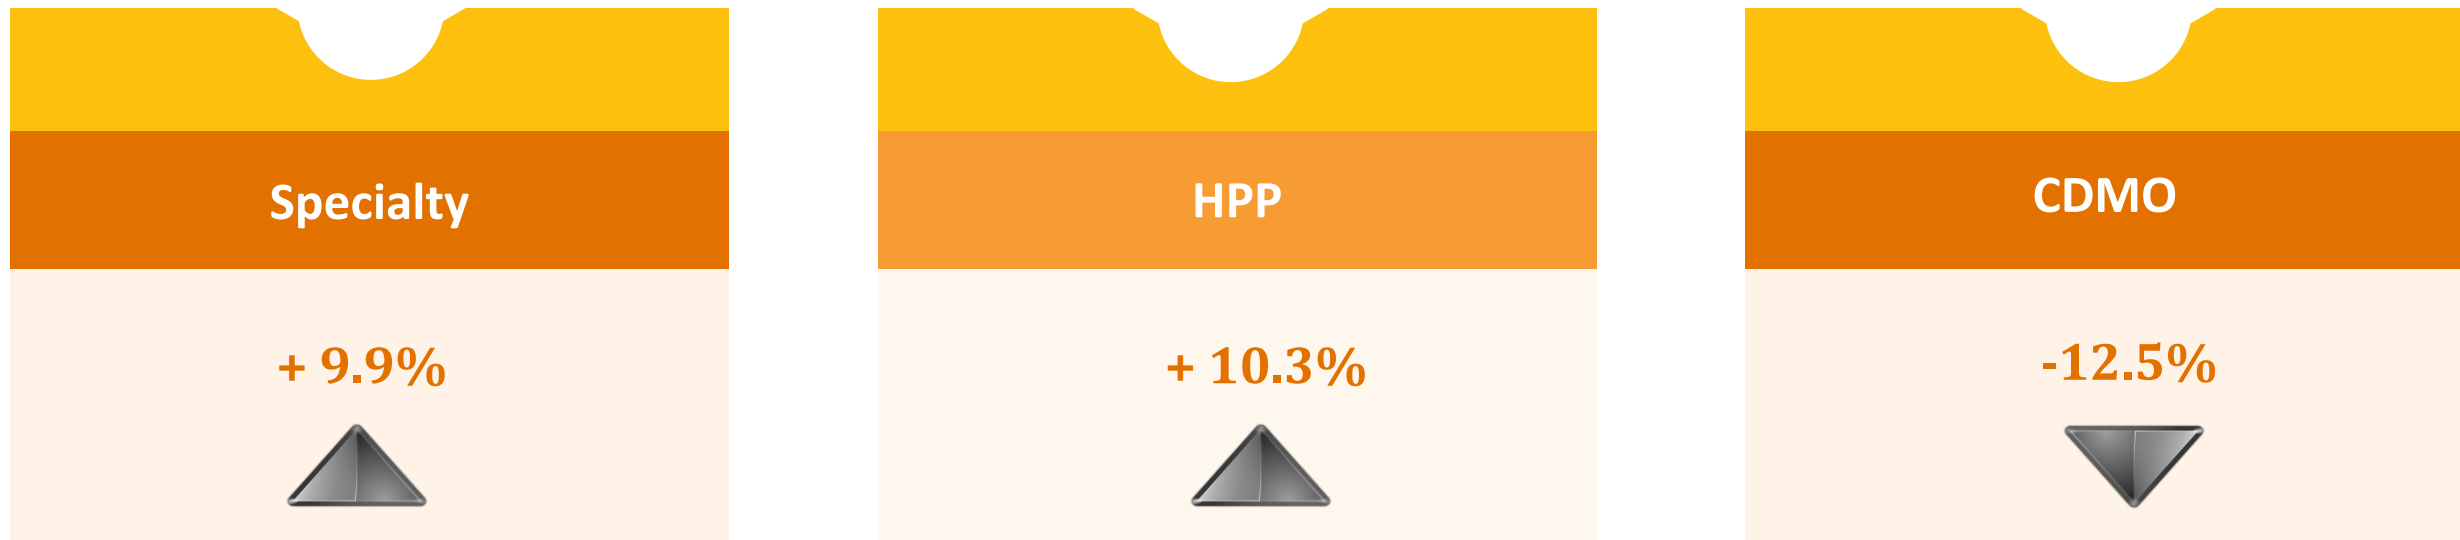 Specialty
+ 9.9%
HPP
+ 10.3%
CDMO
-12.5%